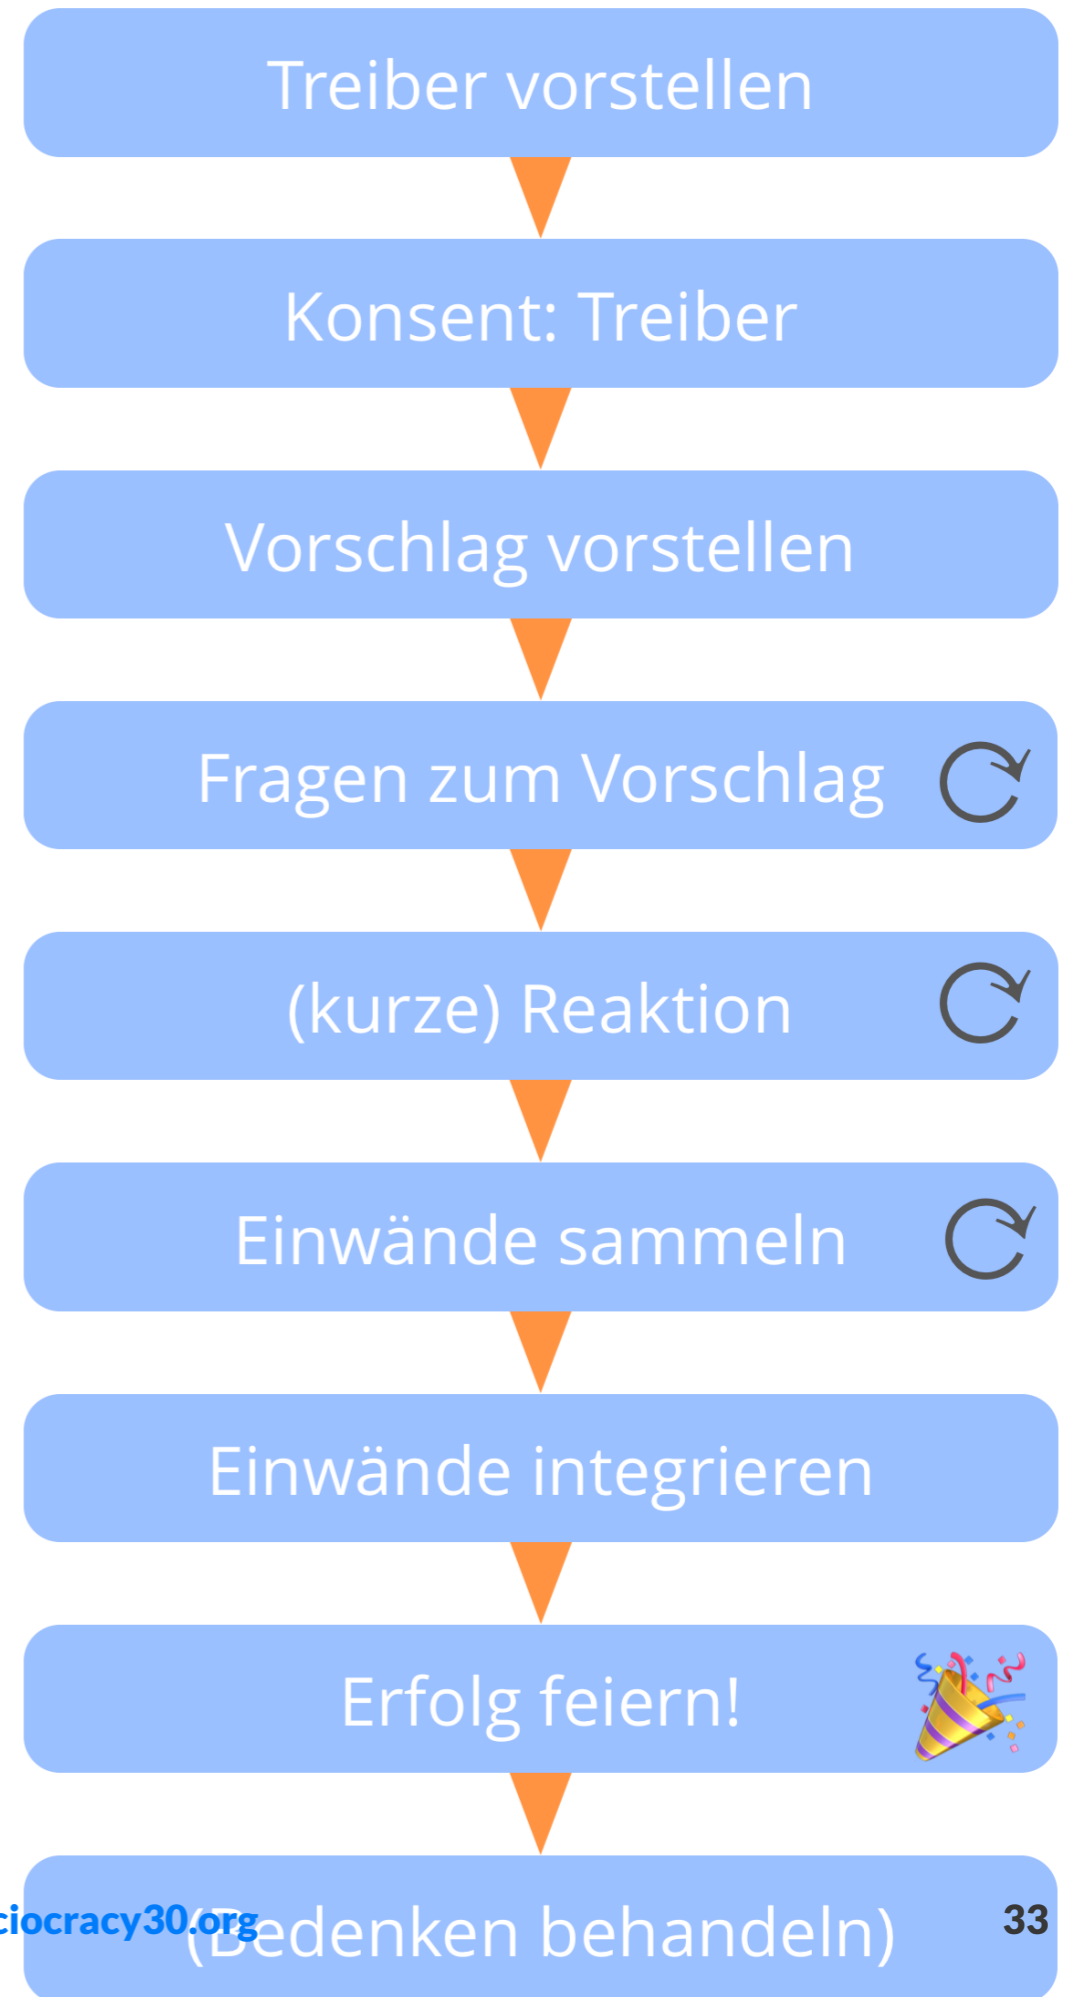 Treiber vorstellen
Konsent: Treiber
Vorschlag vorstellen
Fragen zum Vorschlag
(kurze) Reaktion
Einwände sammeln
Einwände integrieren
Erfolg feiern!
(Bedenken behandeln)
ciocracy30.org
33